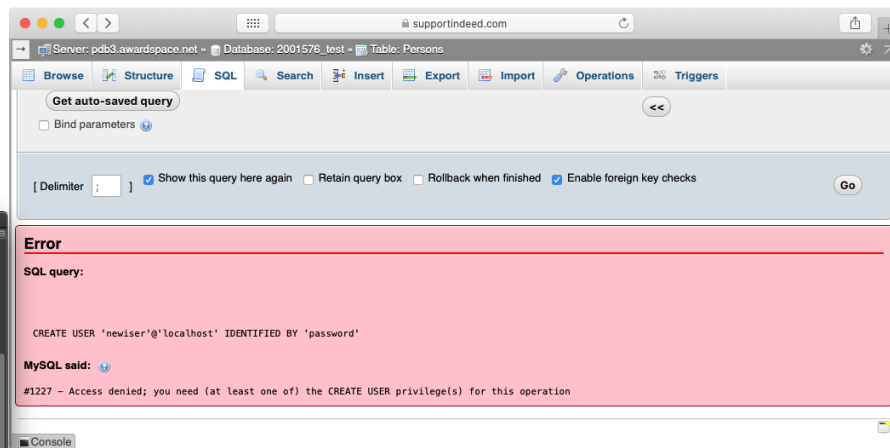 supportindeed.com
Server: pdb3.awardspace.net » Database: 2001576_test » Table: Persons
Browse Structure SQL Search Insert Export Import Operations Triggers
Get auto-saved query
<<
Bind parameters
[ Delimiter ; ] Show this query here again Retain query box Rollback when finished Enable foreign key checks Go
Error
SQL query:
CREATE USER 'newiser'@'localhost' IDENTIFIED BY 'password'
MySQL said:
#1227 – Access denied; you need (at least one of) the CREATE USER privilege(s) for this operation
Console